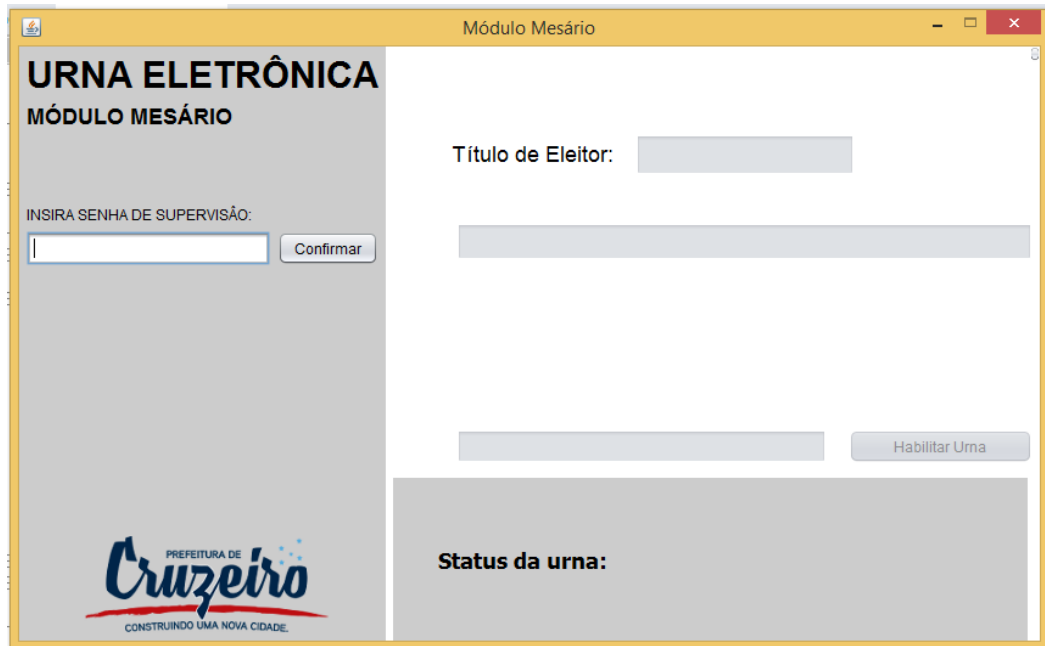 Módulo Mesário
URNA ELETRÔNICA
MÓDULO MESÁRIO
INSIRA SENHA DE SUPERVISÃO:
Confirmar
PREFEITURA DE
Cruzeiro
CONSTRUINDO UMA NOVA CIDADE.
Título de Eleitor:
Habilitar Urna
Status da urna: